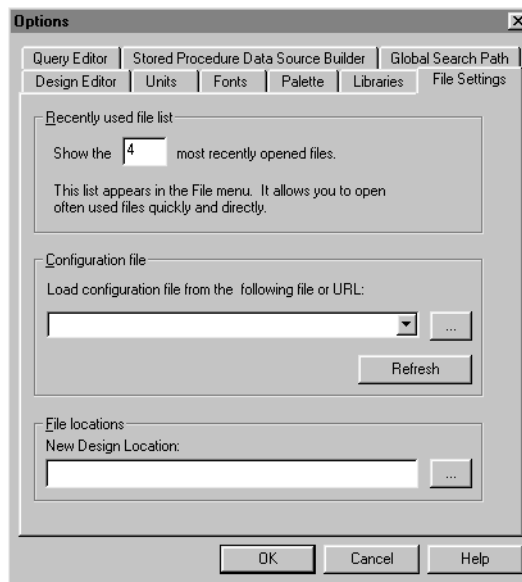 Options
Query Editor Stored Procedure Data Source Builder Global Search Path
Design Editor Units Fonts Palette Libraries File Settings
Recently used file list
Show the 4 most recently opened files.
This list appears in the File menu. It allows you to open
often used files quickly and directly.
Configuration file
Load configuration file from the following file or URL:
...
Refresh
File locations
New Design Location:
...
OK Cancel Help